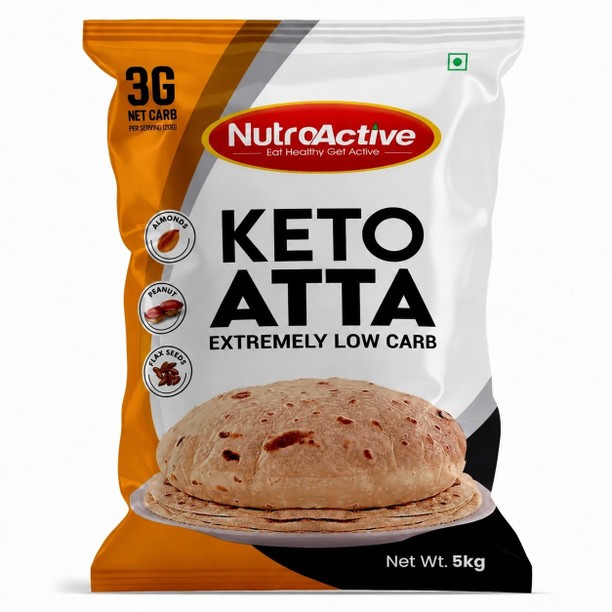 3G
NET CARB
PER SERVING (20G)
NutroActive
Eat Healthy Get Active
ALMONDS
KETO
ATTA
PEANUT
EXTREMELY LOW CARB
FLAX SEEDS
Net Wt. 5kg